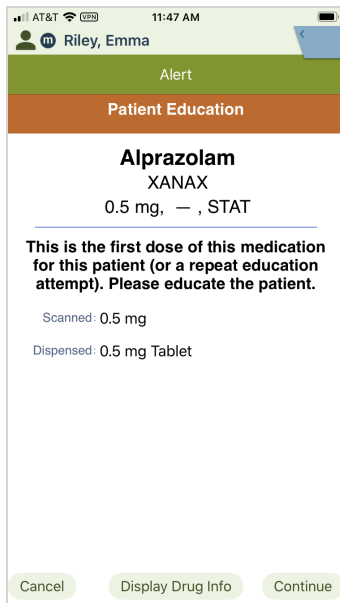 AT&T VPN 11:47 AM
m Riley, Emma
Alert
Patient Education
Alprazolam
XANAX
0.5 mg, — , STAT
This is the first dose of this medication
for this patient (or a repeat education
attempt). Please educate the patient.
Scanned: 0.5 mg
Dispensed: 0.5 mg Tablet
Cancel Display Drug Info Continue